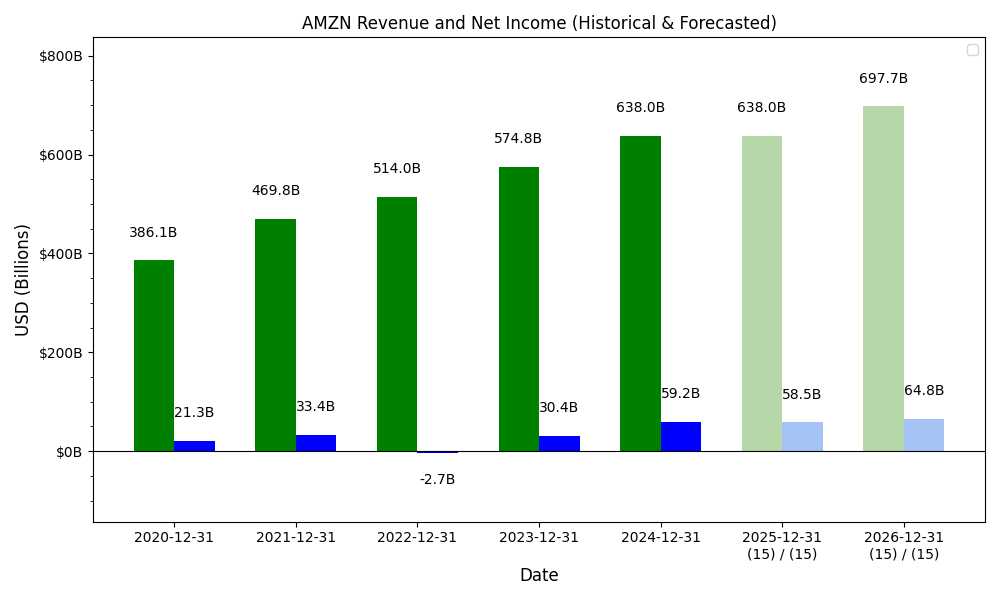 AMZN Revenue and Net Income (Historical & Forecasted)
USD (Billions)
$800B
$600B
$400B
$200B
$0B
386.1B
21.3B
469.8B
33.4B
514.0B
-2.7B
574.8B
30.4B
638.0B
59.2B
638.0B
58.5B
697.7B
64.8B
2020-12-31
2021-12-31
2022-12-31
2023-12-31
2024-12-31
2025-12-31
(15) / (15)
2026-12-31
(15) / (15)
Date